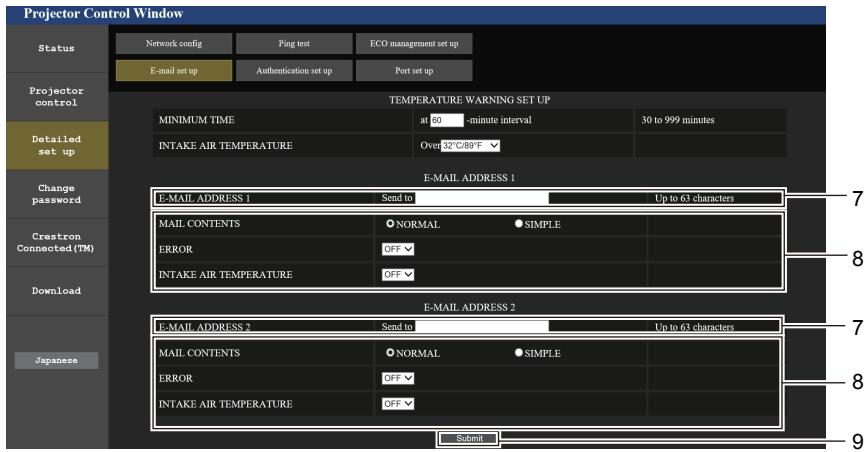 Projector Control Window
Status
Network config Ping test ECO management set up
E-mail set up Authentication set up Port set up
Projector control
Detailed set up
Change password
Crestron Connected(TM)
Download
Japanese
TEMPERATURE WARNING SET UP
MINIMUM TIME at 60 -minute interval 30 to 999 minutes
INTAKE AIR TEMPERATURE Over 32°C/89°F
E-MAIL ADDRESS 1
E-MAIL ADDRESS 1 Send to Up to 63 characters 7
MAIL CONTENTS NORMAL SIMPLE
ERROR OFF 8
INTAKE AIR TEMPERATURE OFF
E-MAIL ADDRESS 2
E-MAIL ADDRESS 2 Send to Up to 63 characters 7
MAIL CONTENTS NORMAL SIMPLE
ERROR OFF 8
INTAKE AIR TEMPERATURE OFF
Submit 9